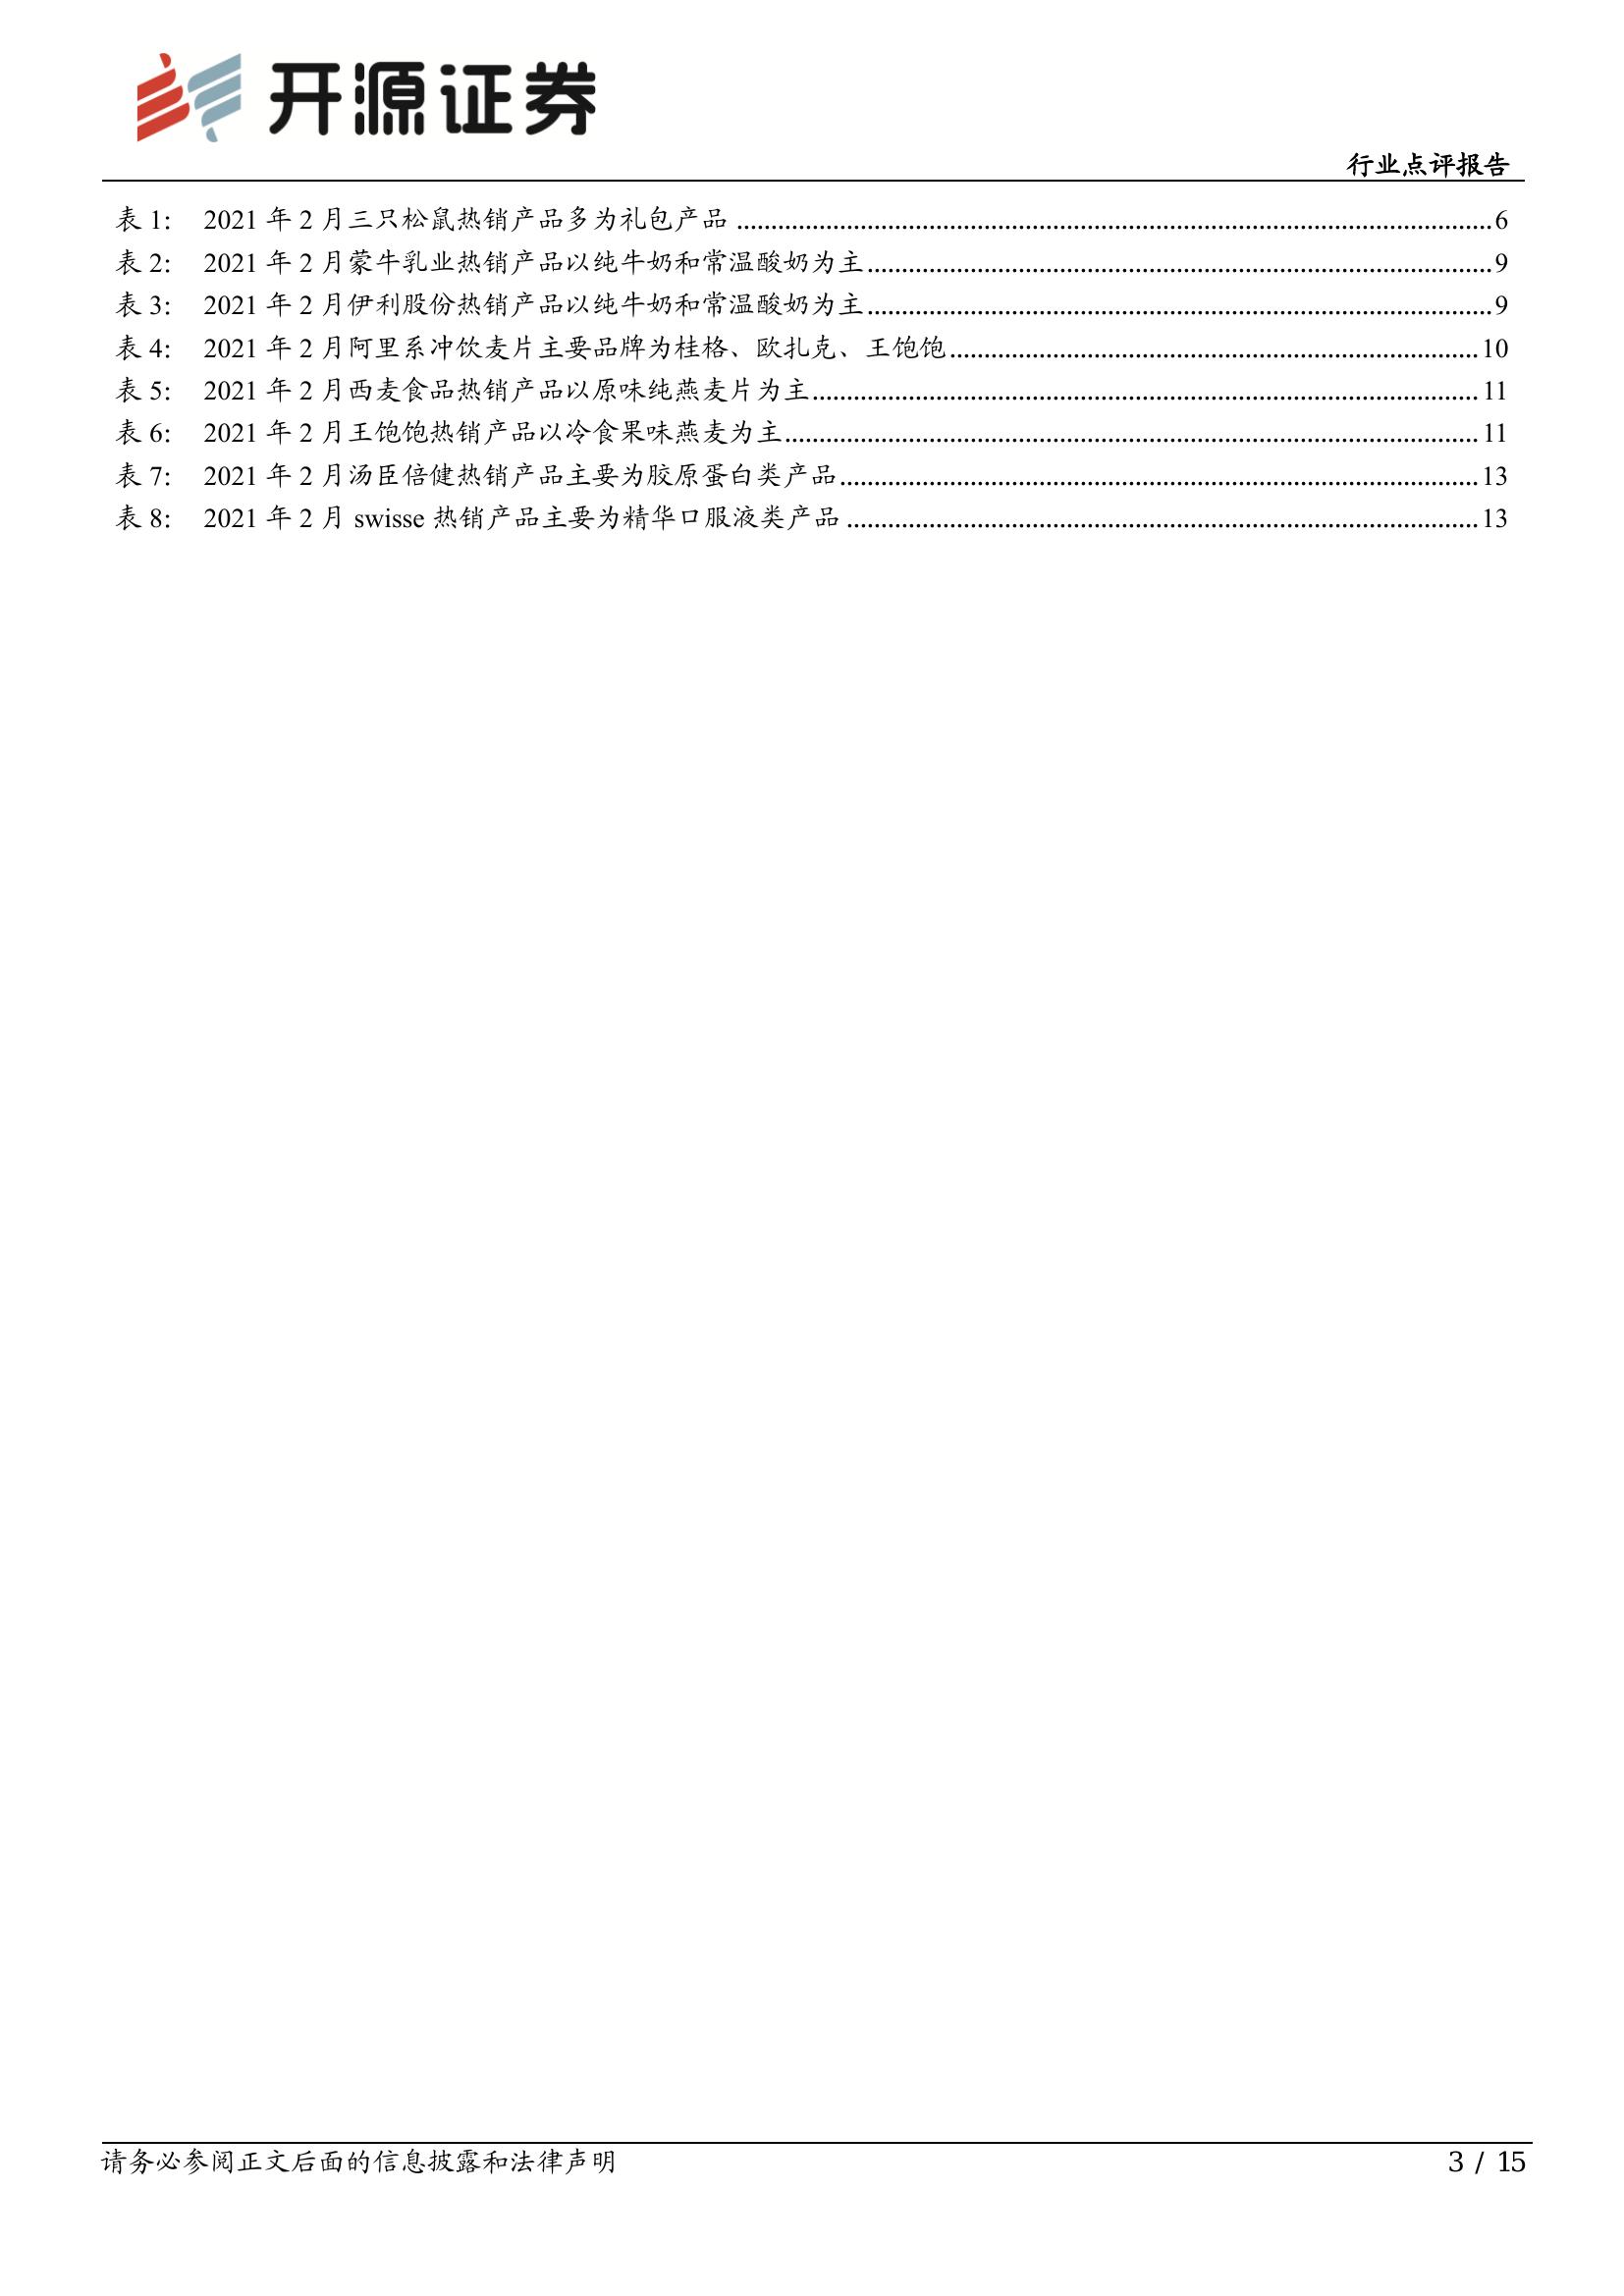 开源证券
行业点评报告
表 1: 2021 年 2 月三只松鼠热销产品多为礼包产品 ........ 6
表 2: 2021 年 2 月蒙牛乳业热销产品以纯牛奶和常温酸奶为主 ........ 9
表 3: 2021 年 2 月伊利股份热销产品以纯牛奶和常温酸奶为主 ........ 9
表 4: 2021 年 2 月阿里系冲饮麦片主要品牌为桂格、欧扎克、王饱饱 ........ 10
表 5: 2021 年 2 月西麦食品热销产品以原味纯燕麦片为主 ........ 11
表 6: 2021 年 2 月王饱饱热销产品以冷食果味燕麦为主 ........ 11
表 7: 2021 年 2 月汤臣倍健热销产品主要为胶原蛋白类产品 ........ 13
表 8: 2021 年 2 月 swisse 热销产品主要为精华口服液类产品 ........ 13
请务必参阅正文后面的信息披露和法律声明 3 / 15